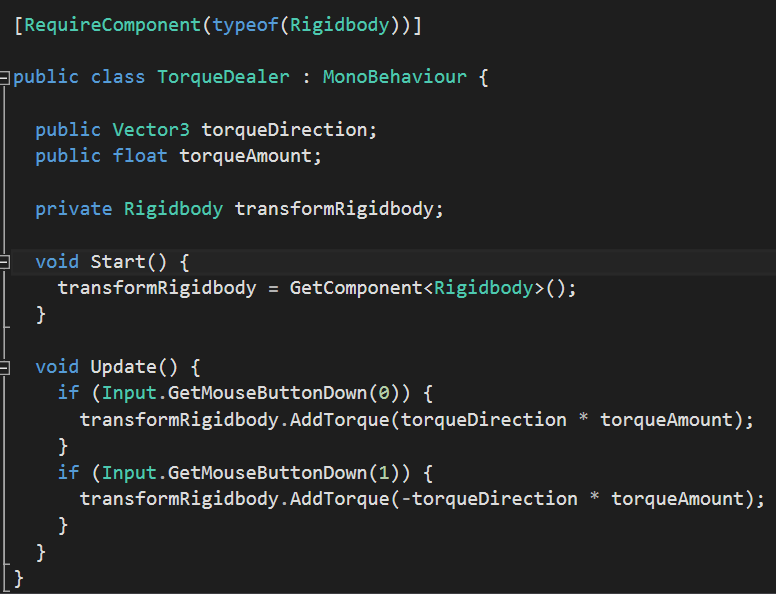 [RequireComponent(typeof(Rigidbody))]
public class TorqueDealer : MonoBehaviour {
public Vector3 torqueDirection;
public float torqueAmount;
private Rigidbody transformRigidbody;
void Start() {
transformRigidbody = GetComponent<Rigidbody>();
}
void Update() {
if (Input.GetMouseButtonDown(0)) {
transformRigidbody.AddTorque(torqueDirection * torqueAmount);
}
if (Input.GetMouseButtonDown(1)) {
transformRigidbody.AddTorque(-torqueDirection * torqueAmount);
}
}
}